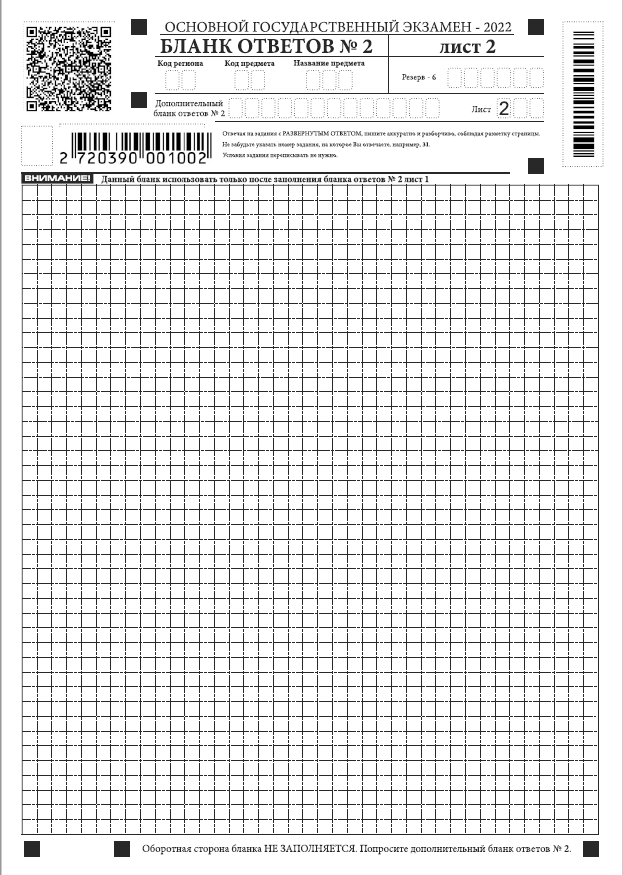 ОСНОВНОЙ ГОСУДАРСТВЕННЫЙ ЭКЗАМЕН - 2022
БЛАНК ОТВЕТОВ № 2
лист 2
Код региона
Код предмета
Название предмета
Резерв - 6
Дополнительный
бланк ответов № 2
Лист
2
2 720390 001002
Отвечая на задания с РАЗВЕРНУТЫМ ОТВЕТОМ, пишите аккуратно и разборчиво, соблюдая разметку страницы.
Не забудьте указать номер задания, на которое Вы отвечаете, например, 31.
Условия задания переписывать не нужно.
ВНИМАНИЕ!
Данный бланк использовать только после заполнения бланка ответов № 2 лист 1
Оборотная сторона бланка НЕ ЗАПОЛНЯЕТСЯ. Попросите дополнительный бланк ответов № 2.